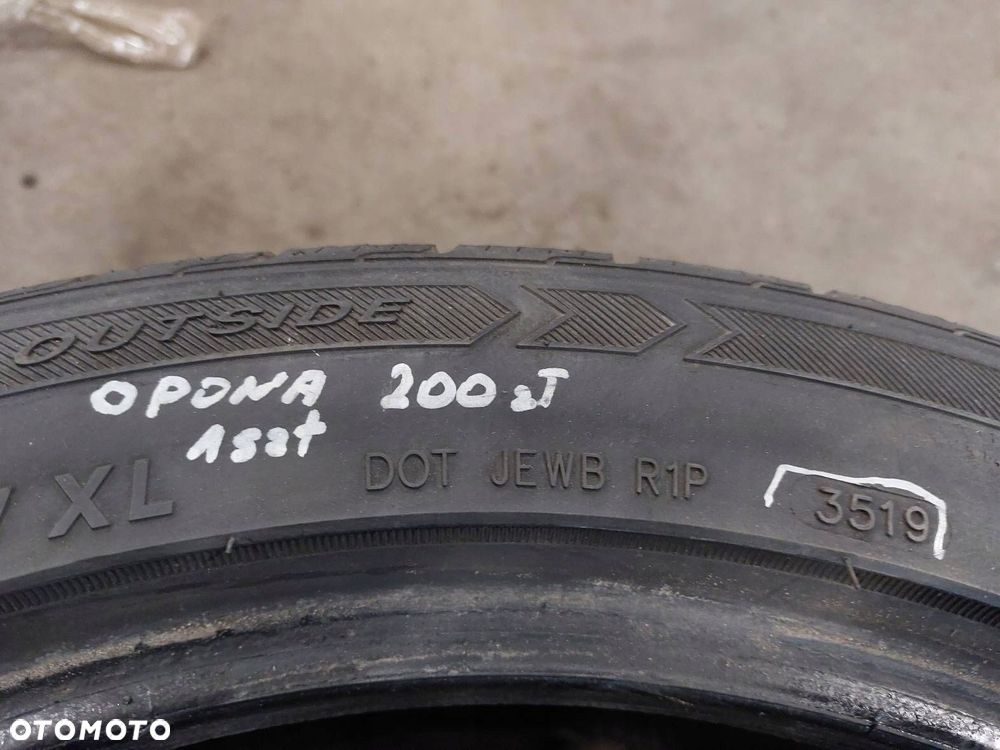 OUTSIDE
OPONA 200 zł
1 szt
XL
DOT JEWB R1P 3519
OTOMOTO